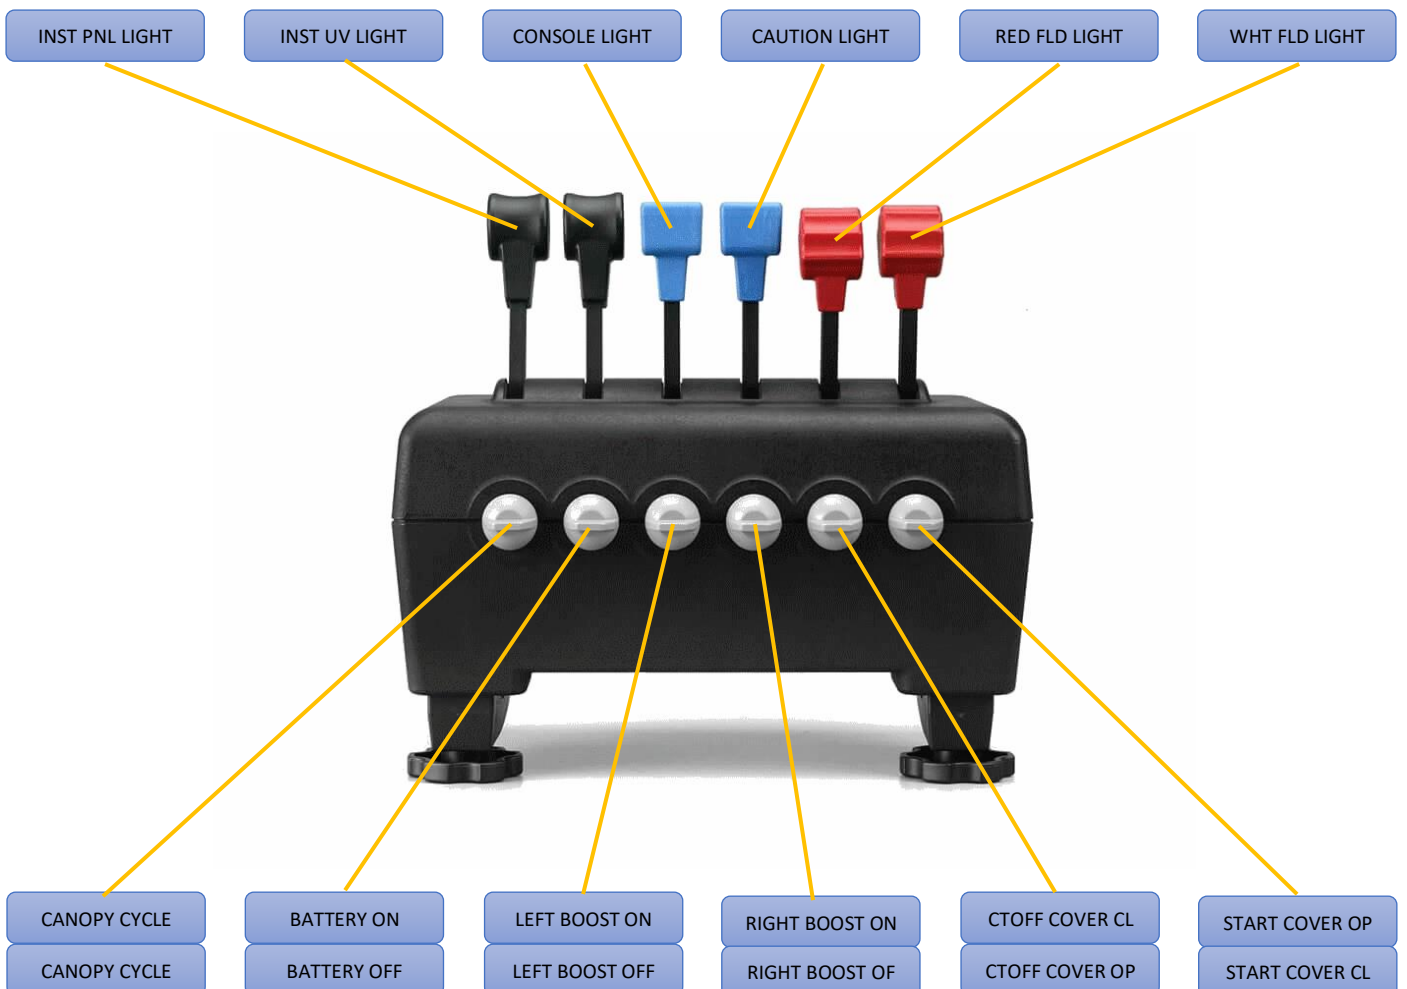 INST PNL LIGHT
INST UV LIGHT
CONSOLE LIGHT
CAUTION LIGHT
RED FLD LIGHT
WHT FLD LIGHT
CANOPY CYCLE
BATTERY ON
LEFT BOOST ON
RIGHT BOOST ON
CTOFF COVER CL
START COVER OP
CANOPY CYCLE
BATTERY OFF
LEFT BOOST OFF
RIGHT BOOST OF
CTOFF COVER OP
START COVER CL